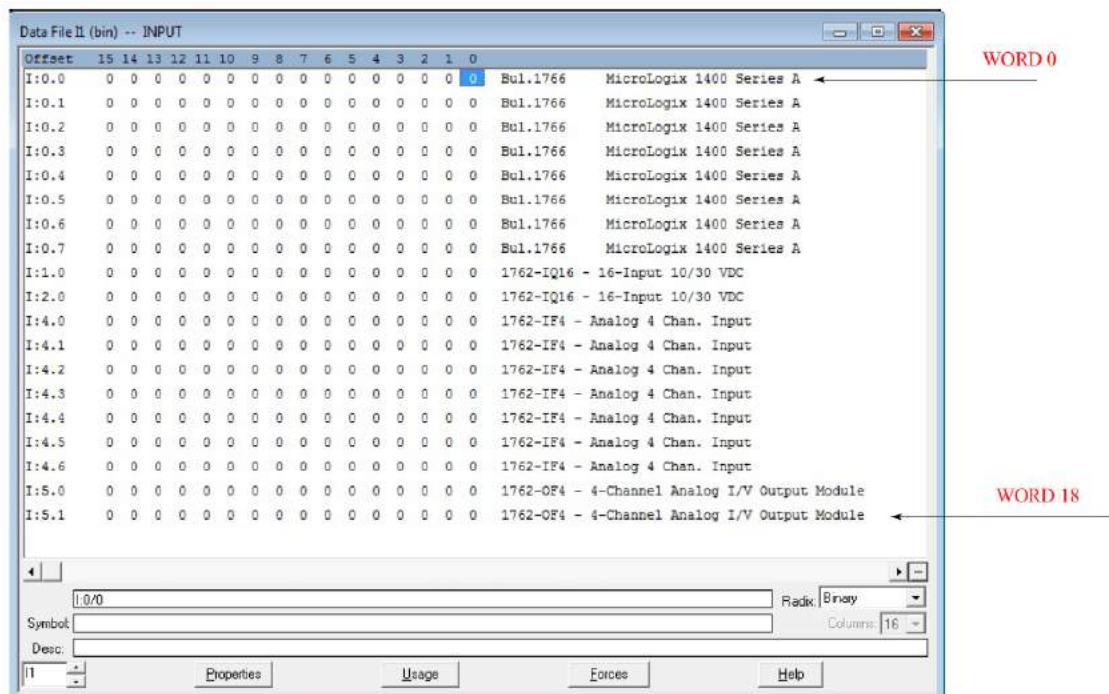 Data File I1 (bin) -- INPUT
Offset 15 14 13 12 11 10 9 8 7 6 5 4 3 2 1 0
I:0.0 0 0 0 0 0 0 0 0 0 0 0 0 0 0 0 0 Bul.1766 MicroLogix 1400 Series A
WORD 0
I:0.1 0 0 0 0 0 0 0 0 0 0 0 0 0 0 0 0 Bul.1766 MicroLogix 1400 Series A
I:0.2 0 0 0 0 0 0 0 0 0 0 0 0 0 0 0 0 Bul.1766 MicroLogix 1400 Series A
I:0.3 0 0 0 0 0 0 0 0 0 0 0 0 0 0 0 0 Bul.1766 MicroLogix 1400 Series A
I:0.4 0 0 0 0 0 0 0 0 0 0 0 0 0 0 0 0 Bul.1766 MicroLogix 1400 Series A
I:0.5 0 0 0 0 0 0 0 0 0 0 0 0 0 0 0 0 Bul.1766 MicroLogix 1400 Series A
I:0.6 0 0 0 0 0 0 0 0 0 0 0 0 0 0 0 0 Bul.1766 MicroLogix 1400 Series A
I:0.7 0 0 0 0 0 0 0 0 0 0 0 0 0 0 0 0 Bul.1766 MicroLogix 1400 Series A
I:1.0 0 0 0 0 0 0 0 0 0 0 0 0 0 0 0 0 1762-IQ16 - 16-Input 10/30 VDC
I:2.0 0 0 0 0 0 0 0 0 0 0 0 0 0 0 0 0 1762-IQ16 - 16-Input 10/30 VDC
I:4.0 0 0 0 0 0 0 0 0 0 0 0 0 0 0 0 0 1762-IF4 - Analog 4 Chan. Input
I:4.1 0 0 0 0 0 0 0 0 0 0 0 0 0 0 0 0 1762-IF4 - Analog 4 Chan. Input
I:4.2 0 0 0 0 0 0 0 0 0 0 0 0 0 0 0 0 1762-IF4 - Analog 4 Chan. Input
I:4.3 0 0 0 0 0 0 0 0 0 0 0 0 0 0 0 0 1762-IF4 - Analog 4 Chan. Input
I:4.4 0 0 0 0 0 0 0 0 0 0 0 0 0 0 0 0 1762-IF4 - Analog 4 Chan. Input
I:4.5 0 0 0 0 0 0 0 0 0 0 0 0 0 0 0 0 1762-IF4 - Analog 4 Chan. Input
I:4.6 0 0 0 0 0 0 0 0 0 0 0 0 0 0 0 0 1762-IF4 - Analog 4 Chan. Input
I:5.0 0 0 0 0 0 0 0 0 0 0 0 0 0 0 0 0 1762-OF4 - 4-Channel Analog I/V Output Module
I:5.1 0 0 0 0 0 0 0 0 0 0 0 0 0 0 0 0 1762-OF4 - 4-Channel Analog I/V Output Module
WORD 18
I:0/0 Radix: Binary
Symbol: Columns: 16
Desc:
I1 Properties Usage Forces Help